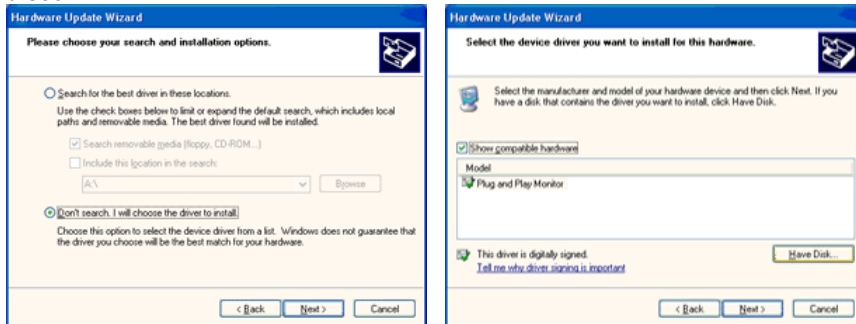 Hardware Update Wizard
Please choose your search and installation options.
Search for the best driver in these locations.
Use the check boxes below to limit or expand the default search, which includes local
paths and removable media. The best driver found will be installed.
Search removable media (floppy, CD-ROM...)
Include this location in the search:
A:\
Browse
Don't search. I will choose the driver to install.
Choose this option to select the device driver from a list. Windows does not guarantee that
the driver you choose will be the best match for your hardware.
< Back
Next >
Cancel
Hardware Update Wizard
Select the device driver you want to install for this hardware.
Select the manufacturer and model of your hardware device and then click Next. If you
have a disk that contains the driver you want to install, click Have Disk.
Show compatible hardware
Model
Plug and Play Monitor
This driver is digitally signed.
Tell me why driver signing is important
Have Disk...
< Back
Next >
Cancel